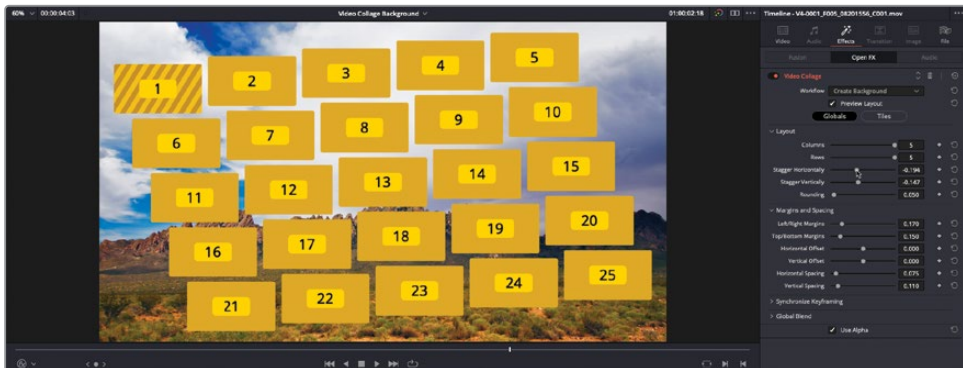 60% 00:00:04:03 Video Collage Background 01:00:02:18 Timeline - V4-0001_F005_08201556_C001.mov
Video Audio Effects Transition Image File
Fusion Open FX Audio
Video Collage
Workflow Create Background
Preview Layout
Globals Tiles
Layout
Columns 5
Rows 5
Stagger Horizontally -0.194
Stagger Vertically -0.147
Rounding 0.050
Margins and Spacing
Left/Right Margins 0.170
Top/Bottom Margins 0.150
Horizontal Offset 0.000
Vertical Offset 0.000
Horizontal Spacing 0.075
Vertical Spacing 0.110
Synchronize Keyframing
Global Blend
Use Alpha
1 2 3 4 5
6 7 8 9 10
11 12 13 14 15
16 17 18 19 20
21 22 23 24 25